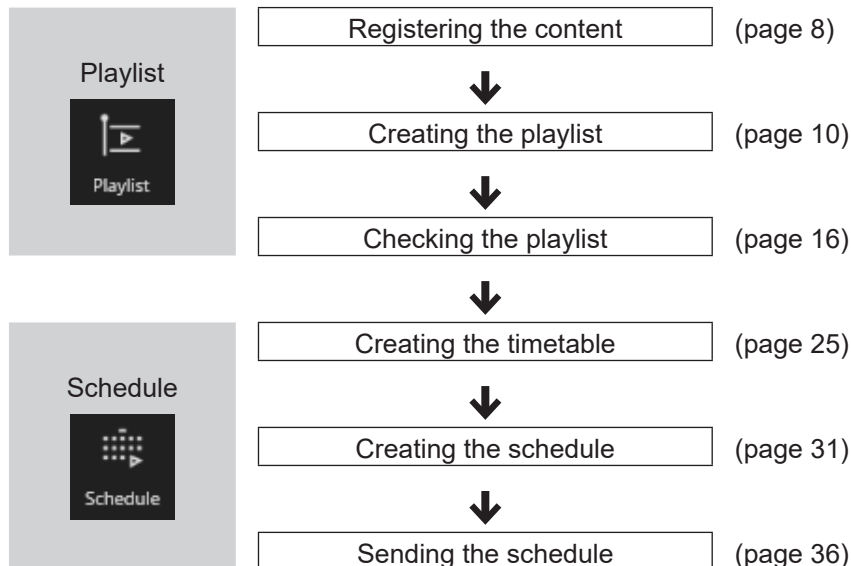 Playlist
Playlist
Registering the content (page 8)
Creating the playlist (page 10)
Checking the playlist (page 16)
Schedule
Schedule
Creating the timetable (page 25)
Creating the schedule (page 31)
Sending the schedule (page 36)